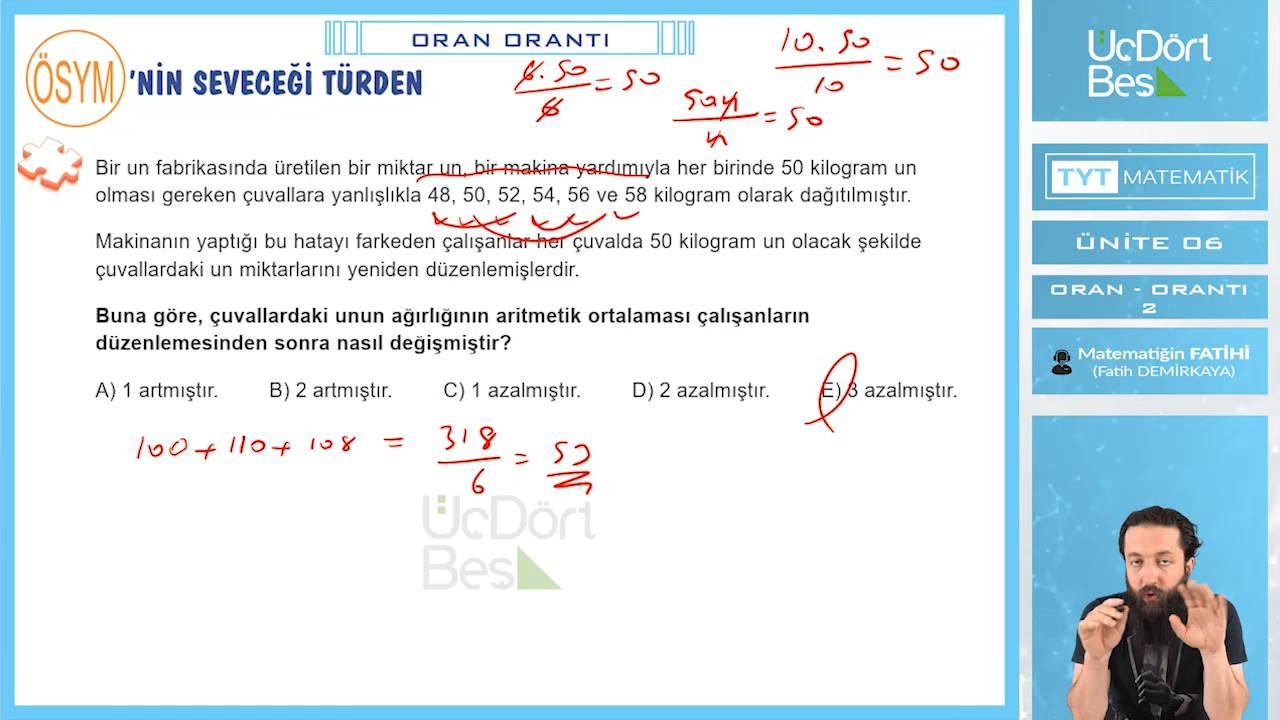 ORAN ORANTI
ÖSYM 'NİN SEVECEĞİ TÜRDEN
6.50/6 = 50
50n/n = 50
10.50/10 = 50
Bir un fabrikasında üretilen bir miktar un, bir makina yardımıyla her birinde 50 kilogram un
olması gereken çuvallara yanlışlıkla 48, 50, 52, 54, 56 ve 58 kilogram olarak dağıtılmıştır.
Makinanın yaptığı bu hatayı farkeden çalışanlar her çuvalda 50 kilogram un olacak şekilde
çuvallardaki un miktarlarını yeniden düzenlemişlerdir.
Buna göre, çuvallardaki unun ağırlığının aritmetik ortalaması çalışanların
düzenlemesinden sonra nasıl değişmiştir?
A) 1 artmıştır. B) 2 artmıştır. C) 1 azalmıştır. D) 2 azalmıştır. E) 3 azalmıştır.
100 + 110 + 108 = 318/6 = 53
ÜçDört
Beş
ÜçDört
Beş
TYT MATEMATİK
ÜNİTE 06
ORAN - ORANTI
2
Matematiğin FATİHİ
(Fatih DEMİRKAYA)